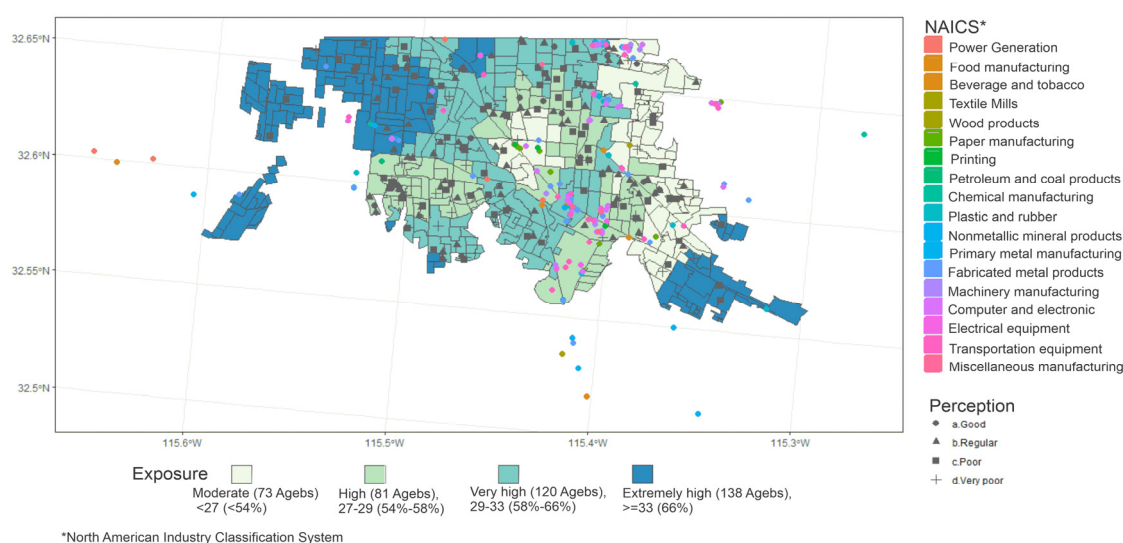 NAICS*
32.65°N
Power Generation
Food manufacturing
Beverage and tobacco
Textile Mills
Wood products
32.6°N
Paper manufacturing
Printing
Petroleum and coal products
Chemical manufacturing
Plastic and rubber
Nonmetallic mineral products
32.55°N
Primary metal manufacturing
Fabricated metal products
Machinery manufacturing
Computer and electronic
Electrical equipment
Transportation equipment
Miscellaneous manufacturing
32.5°N
Perception
a.Good
b.Regular
c.Poor
d.Very poor
115.6°W
115.5°W
115.4°W
115.3°W
Exposure
Moderate (73 Agebs)
<27 (<54%)
High (81 Agebs),
27-29 (54%-58%)
Very high (120 Agebs),
29-33 (58%-66%)
Extremely high (138 Agebs),
>=33 (66%)
*North American Industry Classification System